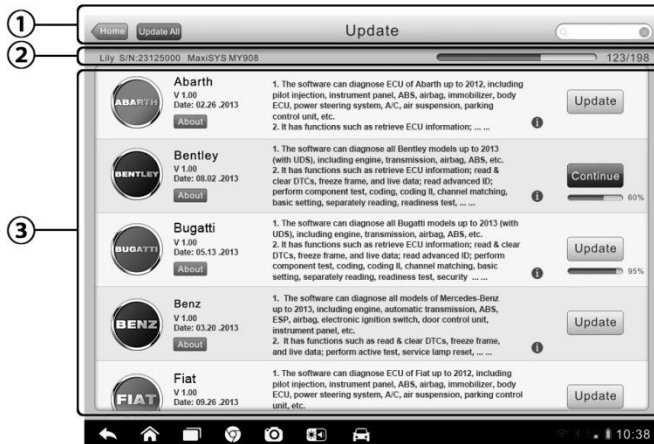 ①
Home
Update All
Update
②
Lily S/N:23125000 MaxiSYS MY908
123/198
③
ABARTH
Abarth
V 1.00
Date: 02.26 .2013
About
1. The software can diagnose ECU of Abarth up to 2012, including
pilot injection, instrument panel, ABS, airbag, immobilizer, body
ECU, power steering system, A/C, air suspension, parking
control unit, etc.
2. It has functions such as retrieve ECU information; ... ...
Update
BENTLEY
Bentley
V 1.00
Date: 08.02 .2013
About
1. The software can diagnose all Bentley models up to 2013
(with UDS), including engine, transmission, airbag, ABS, etc.
2. It has functions such as retrieve ECU information; read &
clear DTCs, freeze frame, and live data; read advanced ID;
perform component test, coding, coding II, channel matching,
basic setting, separately reading, readiness test, ... ...
Continue
60%
BUGATTI
Bugatti
V 1.00
Date: 05.13 .2013
About
1. The software can diagnose all Bugatti models up to 2013 (with
UDS), including engine, transmission, airbag, ABS, etc.
2. It has functions such as retrieve ECU information; read & clear
DTCs, freeze frame, and live data; read advanced ID; perform
component test, coding, coding II, channel matching, basic
setting, separately reading, readiness test, security ... ...
Update
95%
BENZ
Benz
V 1.00
Date: 03.20 .2013
About
1. The software can diagnose all models of Mercedes-Benz
up to 2013, including engine, automatic transmission, ABS,
ESP, airbag, electronic ignition switch, door control unit,
instrument panel, etc.
2. It has functions such as read & clear DTCs, freeze frame,
and live data; perform active test, service lamp reset, ... ...
Update
FIAT
Fiat
V 1.00
Date: 09.26 .2013
1. The software can diagnose ECU of Fiat up to 2012, including
pilot injection, instrument panel, ABS, airbag, immobilizer, body
ECU, power steering system, A/C, air suspension, parking control
unit, etc.
Update
10:38